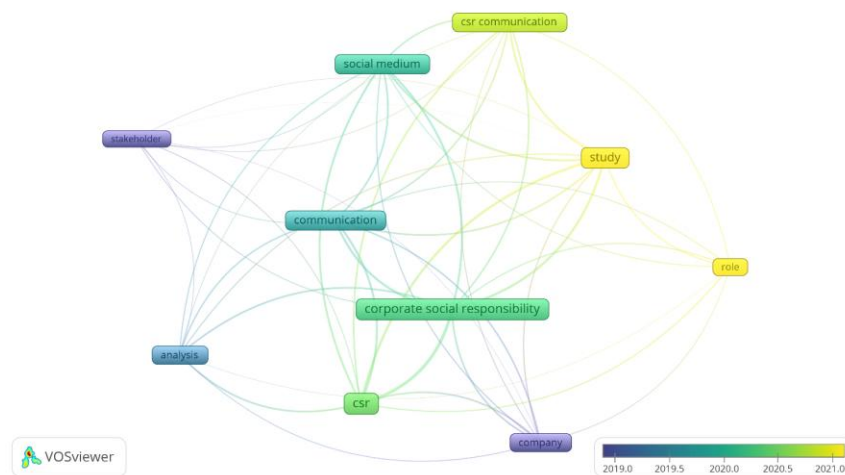 csr communication
social medium
stakeholder
study
communication
role
corporate social responsibility
analysis
csr
company
VOSviewer
2019.0 2019.5 2020.0 2020.5 2021.0